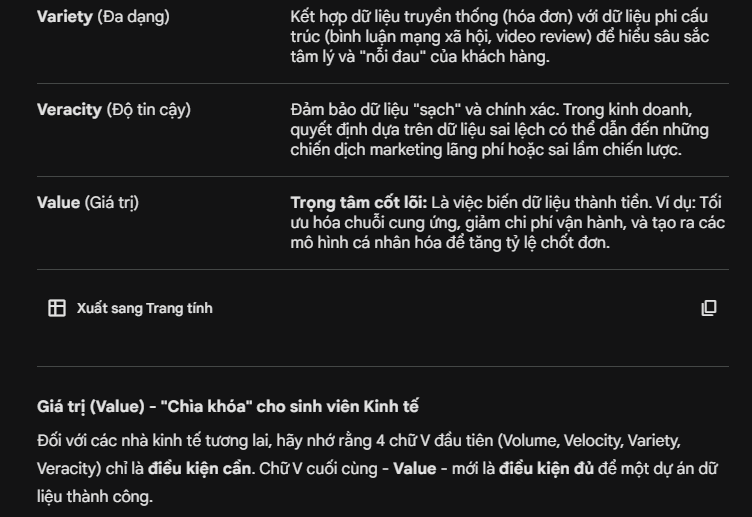 Variety (Đa dạng)
Kết hợp dữ liệu truyền thống (hóa đơn) với dữ liệu phi cấu
trúc (bình luận mạng xã hội, video review) để hiểu sâu sắc
tâm lý và "nỗi đau" của khách hàng.
Veracity (Độ tin cậy)
Đảm bảo dữ liệu "sạch" và chính xác. Trong kinh doanh,
quyết định dựa trên dữ liệu sai lệch có thể dẫn đến những
chiến dịch marketing lãng phí hoặc sai lầm chiến lược.
Value (Giá trị)
Trọng tâm cốt lõi: Là việc biến dữ liệu thành tiền. Ví dụ: Tối
ưu hóa chuỗi cung ứng, giảm chi phí vận hành, và tạo ra các
mô hình cá nhân hóa để tăng tỷ lệ chốt đơn.
Xuất sang Trang tính
Giá trị (Value) - "Chìa khóa" cho sinh viên Kinh tế
Đối với các nhà kinh tế tương lai, hãy nhớ rằng 4 chữ V đầu tiên (Volume, Velocity, Variety,
Veracity) chỉ là điều kiện cần. Chữ V cuối cùng - Value - mới là điều kiện đủ để một dự án dữ
liệu thành công.